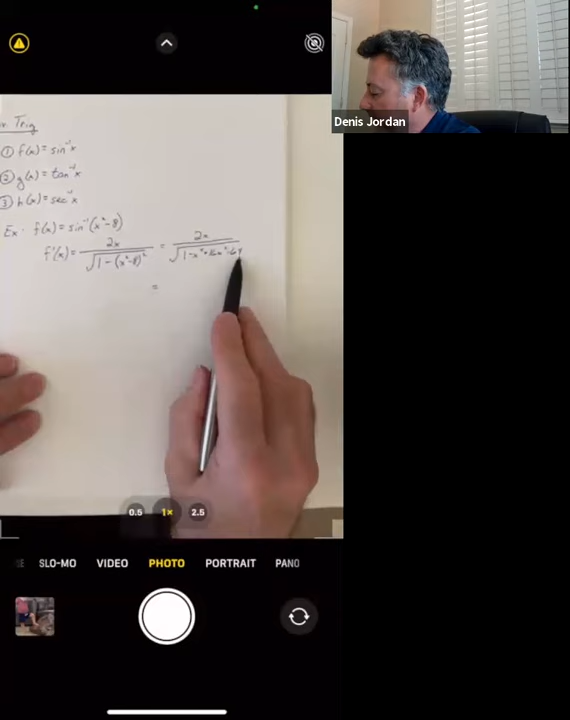 Denis Jordan
Inv Trig
① f(x) = sin⁻¹x
② g(x) = tan⁻¹x
③ h(x) = sec⁻¹x
Ex. f(x) = sin⁻¹(x²-8)
f'(x) = 2x / √(1-(x²-8)²) = 2x / √(1-x⁴+16x²-64
=
0.5 1× 2.5
SLO-MO VIDEO PHOTO PORTRAIT PANO